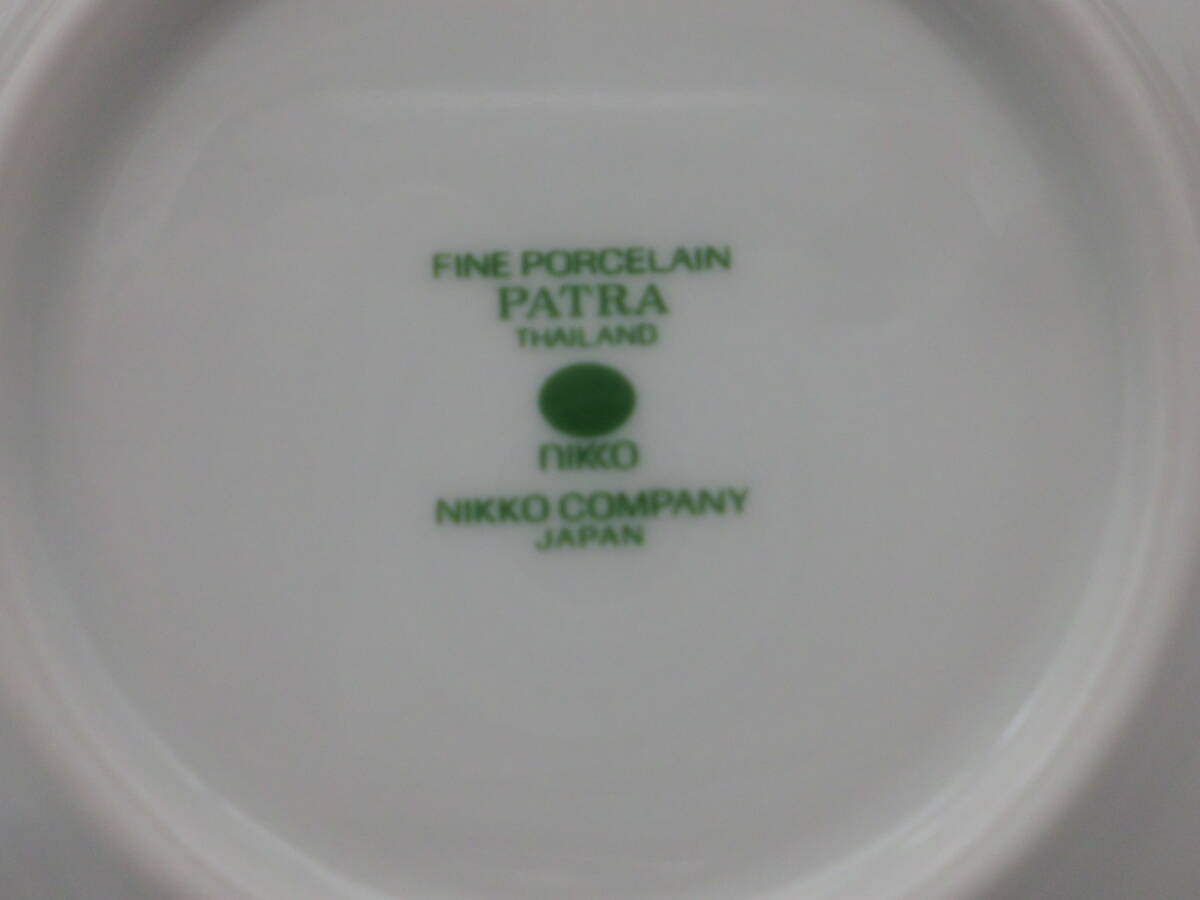 FINE PORCELAIN
PATRA
THAILAND
NIKKO
NIKKO COMPANY
JAPAN